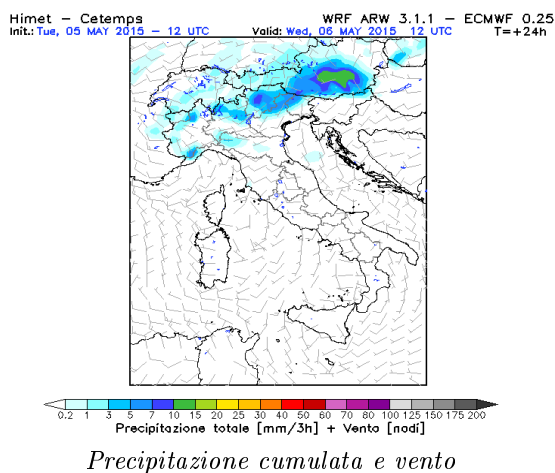 Himet – Cetemps WRF ARW 3.1.1 – ECMWF 0.25
Init.: Tue, 05 MAY 2015 – 12 UTC Valid: Wed, 06 MAY 2015 12 UTC T=+24h
0.2 1 2 3 5 7 10 15 20 25 30 40 50 60 70 80 100 125 150 175 200
Precipitazione totale [mm/3h] + Vento [nodi]
Precipitazione cumulata e vento